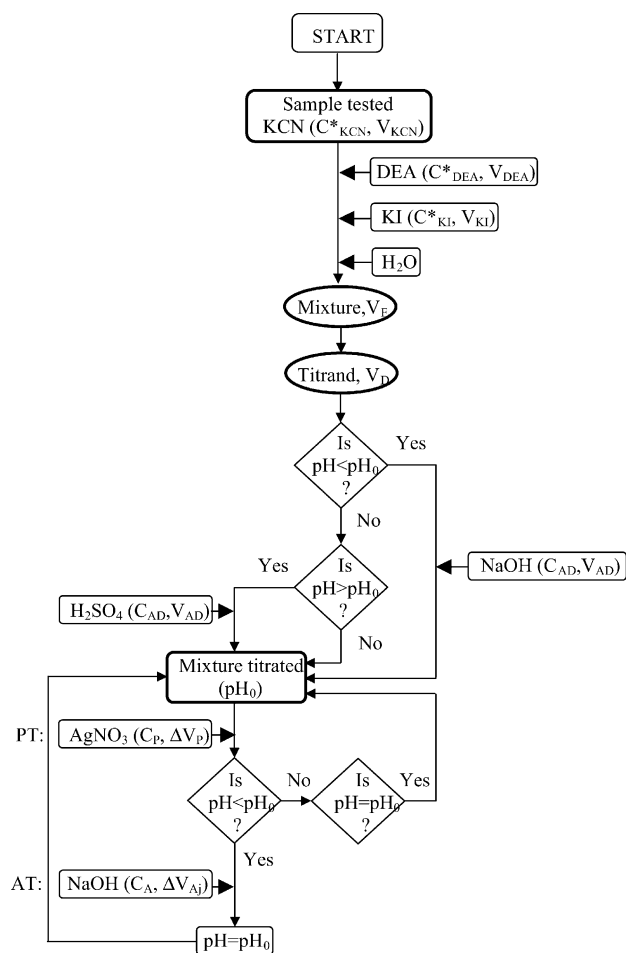 START
Sample tested
KCN (C*KCN, VKCN)
DEA (C*DEA, VDEA)
KI (C*KI, VKI)
H2O
Mixture,VF
Titrand, VD
Is
pH<pH0
?
Yes
No
NaOH (CAD,VAD)
Is
pH>pH0
?
Yes
No
H2SO4 (CAD,VAD)
Mixture titrated
(pH0)
PT:
AgNO3 (CP, ΔVP)
Is
pH<pH0
?
No
Is
pH=pH0
?
Yes
Yes
AT:
NaOH (CA, ΔVAj)
pH=pH0